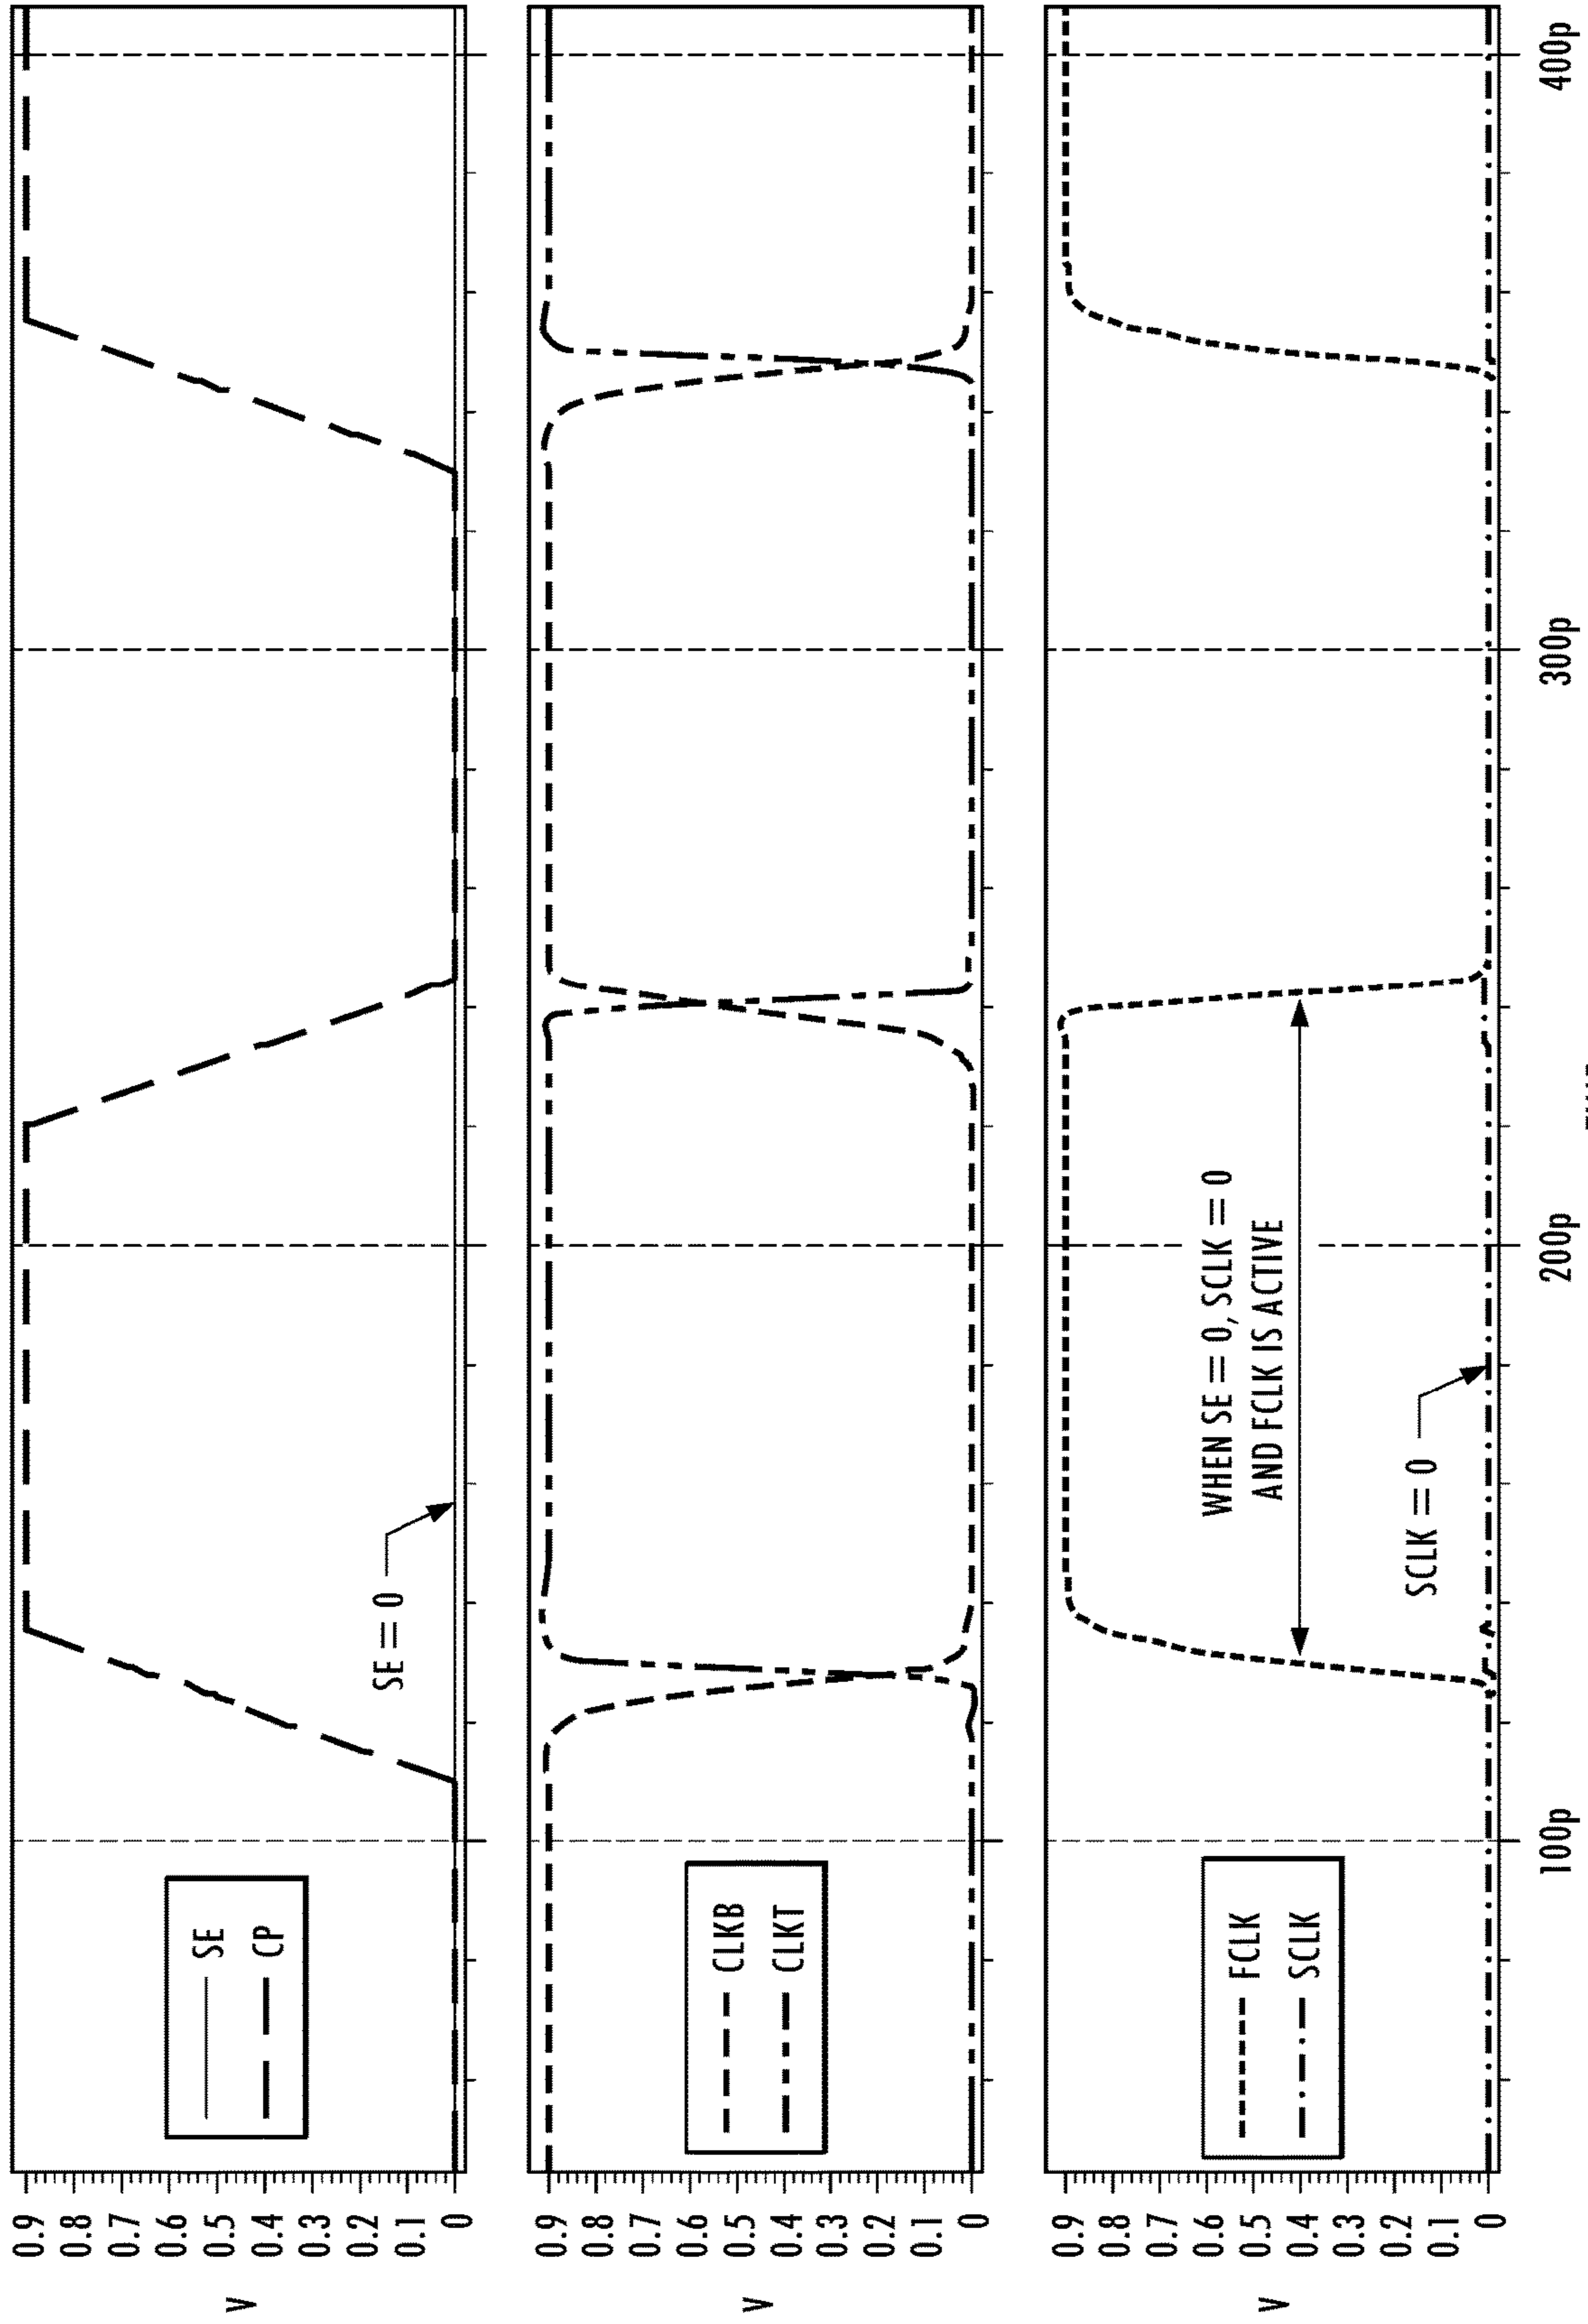 0.9
0.8
0.7
0.6
0.5
0.4
0.3
0.2
0.1
0
V
SE
CP
SE = 0
0.9
0.8
0.7
0.6
0.5
0.4
0.3
0.2
0.1
0
V
CLKB
CLKT
0.9
0.8
0.7
0.6
0.5
0.4
0.3
0.2
0.1
0
V
FCLK
SCLK
WHEN SE = 0, SCLK = 0
AND FCLK IS ACTIVE
SCLK = 0
100p
200p
300p
400p